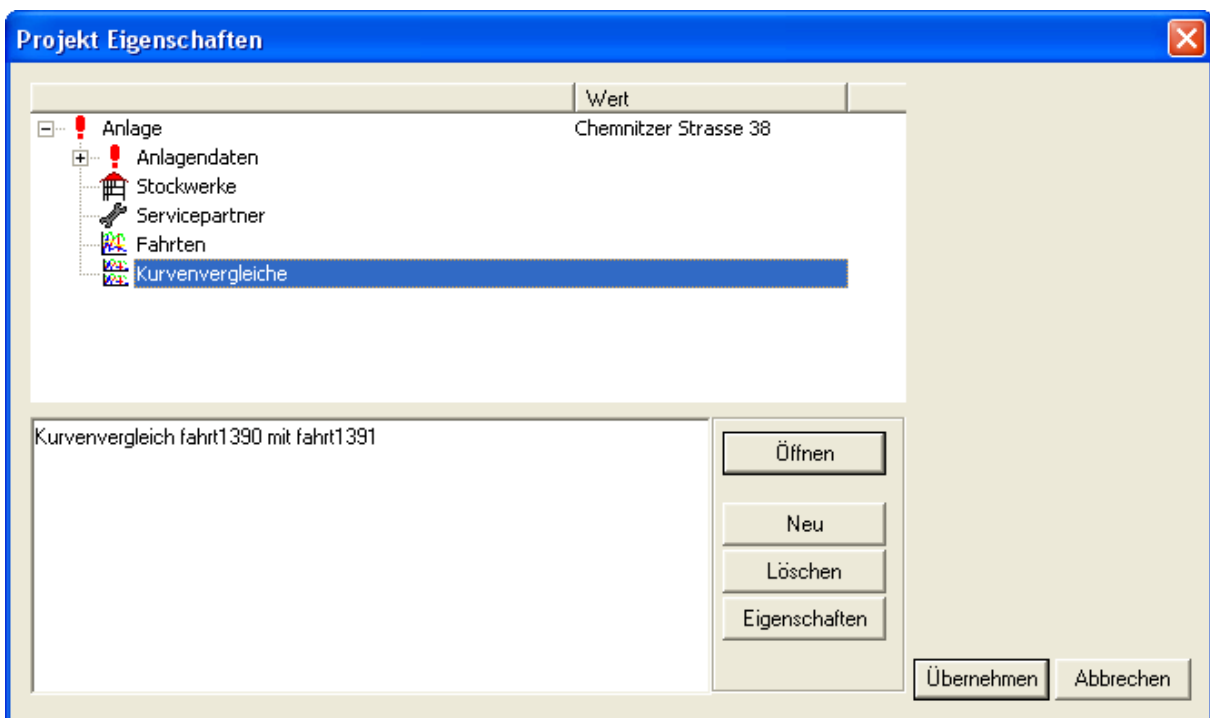 Projekt Eigenschaften
Wert
Anlage Chemnitzer Strasse 38
Anlagendaten
Stockwerke
Servicepartner
Fahrten
Kurvenvergleiche
Kurvenvergleich fahrt1390 mit fahrt1391
Öffnen
Neu
Löschen
Eigenschaften
Übernehmen Abbrechen